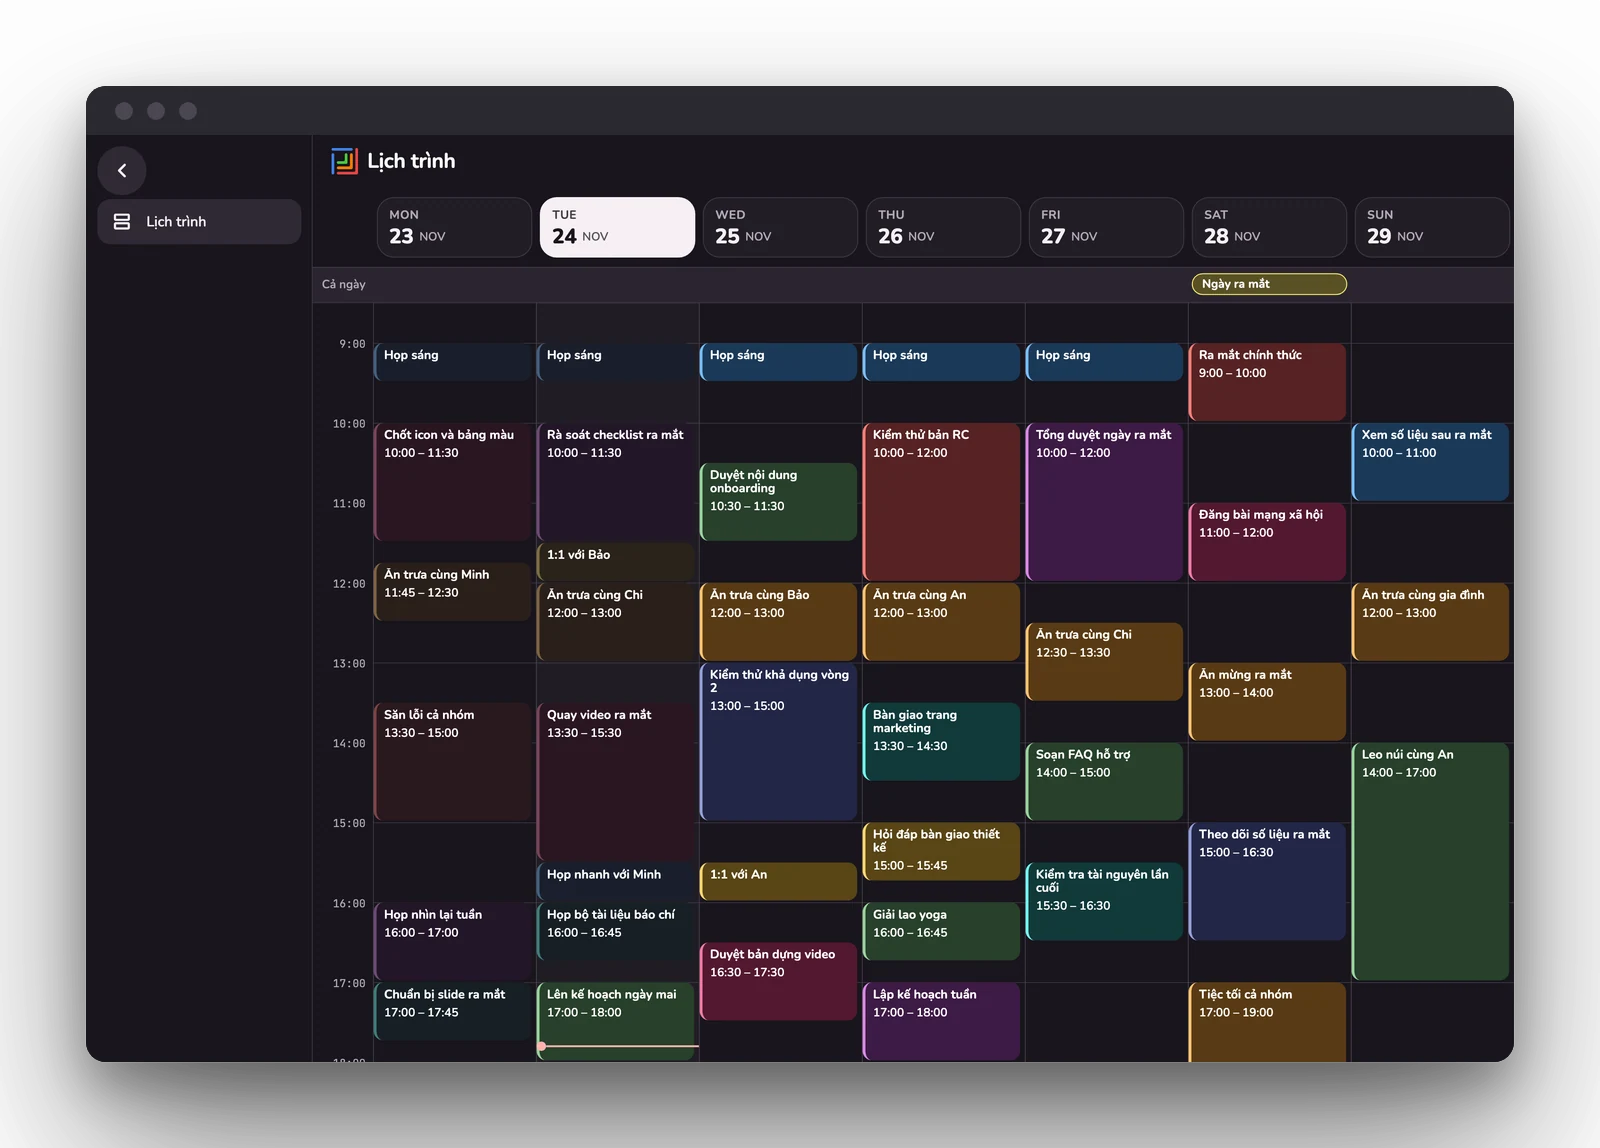 Lịch trình
Lịch trình
MON
23 NOV
TUE
24 NOV
WED
25 NOV
THU
26 NOV
FRI
27 NOV
SAT
28 NOV
SUN
29 NOV
Cả ngày
Ngày ra mắt
9:00
10:00
11:00
12:00
13:00
14:00
15:00
16:00
17:00
18:00
Họp sáng
Chốt icon và bảng màu
10:00 – 11:30
Ăn trưa cùng Minh
11:45 – 12:30
Săn lỗi cả nhóm
13:30 – 15:00
Họp nhìn lại tuần
16:00 – 17:00
Chuẩn bị slide ra mắt
17:00 – 17:45
Họp sáng
Rà soát checklist ra mắt
10:00 – 11:30
1:1 với Bảo
Ăn trưa cùng Chi
12:00 – 13:00
Quay video ra mắt
13:30 – 15:30
Họp nhanh với Minh
Họp bộ tài liệu báo chí
16:00 – 16:45
Lên kế hoạch ngày mai
17:00 – 18:00
Họp sáng
Duyệt nội dung
onboarding
10:30 – 11:30
Ăn trưa cùng Bảo
12:00 – 13:00
Kiểm thử khả dụng vòng
2
13:00 – 15:00
1:1 với An
Duyệt bản dựng video
16:30 – 17:30
Họp sáng
Kiểm thử bản RC
10:00 – 12:00
Ăn trưa cùng An
12:00 – 13:00
Bàn giao trang
marketing
13:30 – 14:30
Hỏi đáp bàn giao thiết
kế
15:00 – 15:45
Giải lao yoga
16:00 – 16:45
Lập kế hoạch tuần
17:00 – 18:00
Họp sáng
Tổng duyệt ngày ra mắt
10:00 – 12:00
Ăn trưa cùng Chi
12:30 – 13:30
Soạn FAQ hỗ trợ
14:00 – 15:00
Kiểm tra tài nguyên lần
cuối
15:30 – 16:30
Ra mắt chính thức
9:00 – 10:00
Đăng bài mạng xã hội
11:00 – 12:00
Ăn mừng ra mắt
13:00 – 14:00
Theo dõi số liệu ra mắt
15:00 – 16:30
Tiệc tối cả nhóm
17:00 – 19:00
Xem số liệu sau ra mắt
10:00 – 11:00
Ăn trưa cùng gia đình
12:00 – 13:00
Leo núi cùng An
14:00 – 17:00